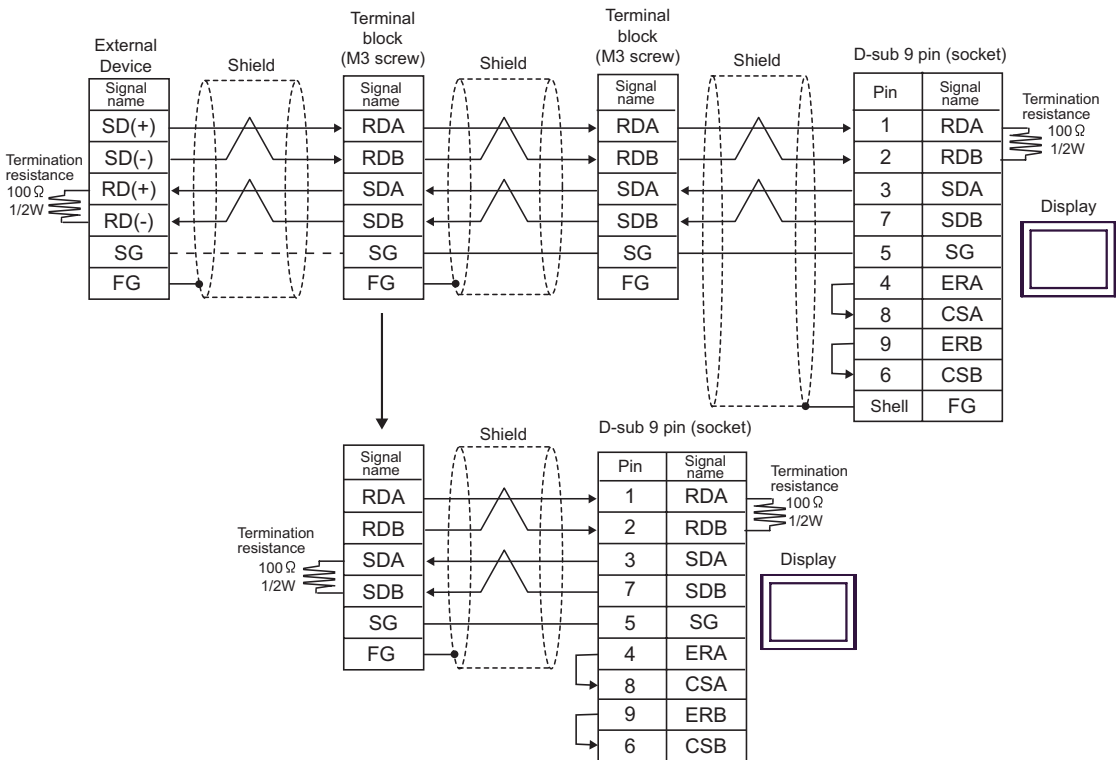 External
Device
Signal
name
SD(+)
SD(-)
RD(+)
RD(-)
SG
FG
Termination
resistance
100 Ω
1/2W
Shield
Terminal
block
(M3 screw)
Signal
name
RDA
RDB
SDA
SDB
SG
FG
Shield
Terminal
block
(M3 screw)
Signal
name
RDA
RDB
SDA
SDB
SG
FG
Shield
D-sub 9 pin (socket)
Pin Signal
name
1 RDA
2 RDB
3 SDA
7 SDB
5 SG
4 ERA
8 CSA
9 ERB
6 CSB
Shell FG
Termination
resistance
100 Ω
1/2W
Display
Signal
name
RDA
RDB
SDA
SDB
SG
FG
Termination
resistance
100 Ω
1/2W
Shield
D-sub 9 pin (socket)
Pin Signal
name
1 RDA
2 RDB
3 SDA
7 SDB
5 SG
4 ERA
8 CSA
9 ERB
6 CSB
Termination
resistance
100 Ω
1/2W
Display